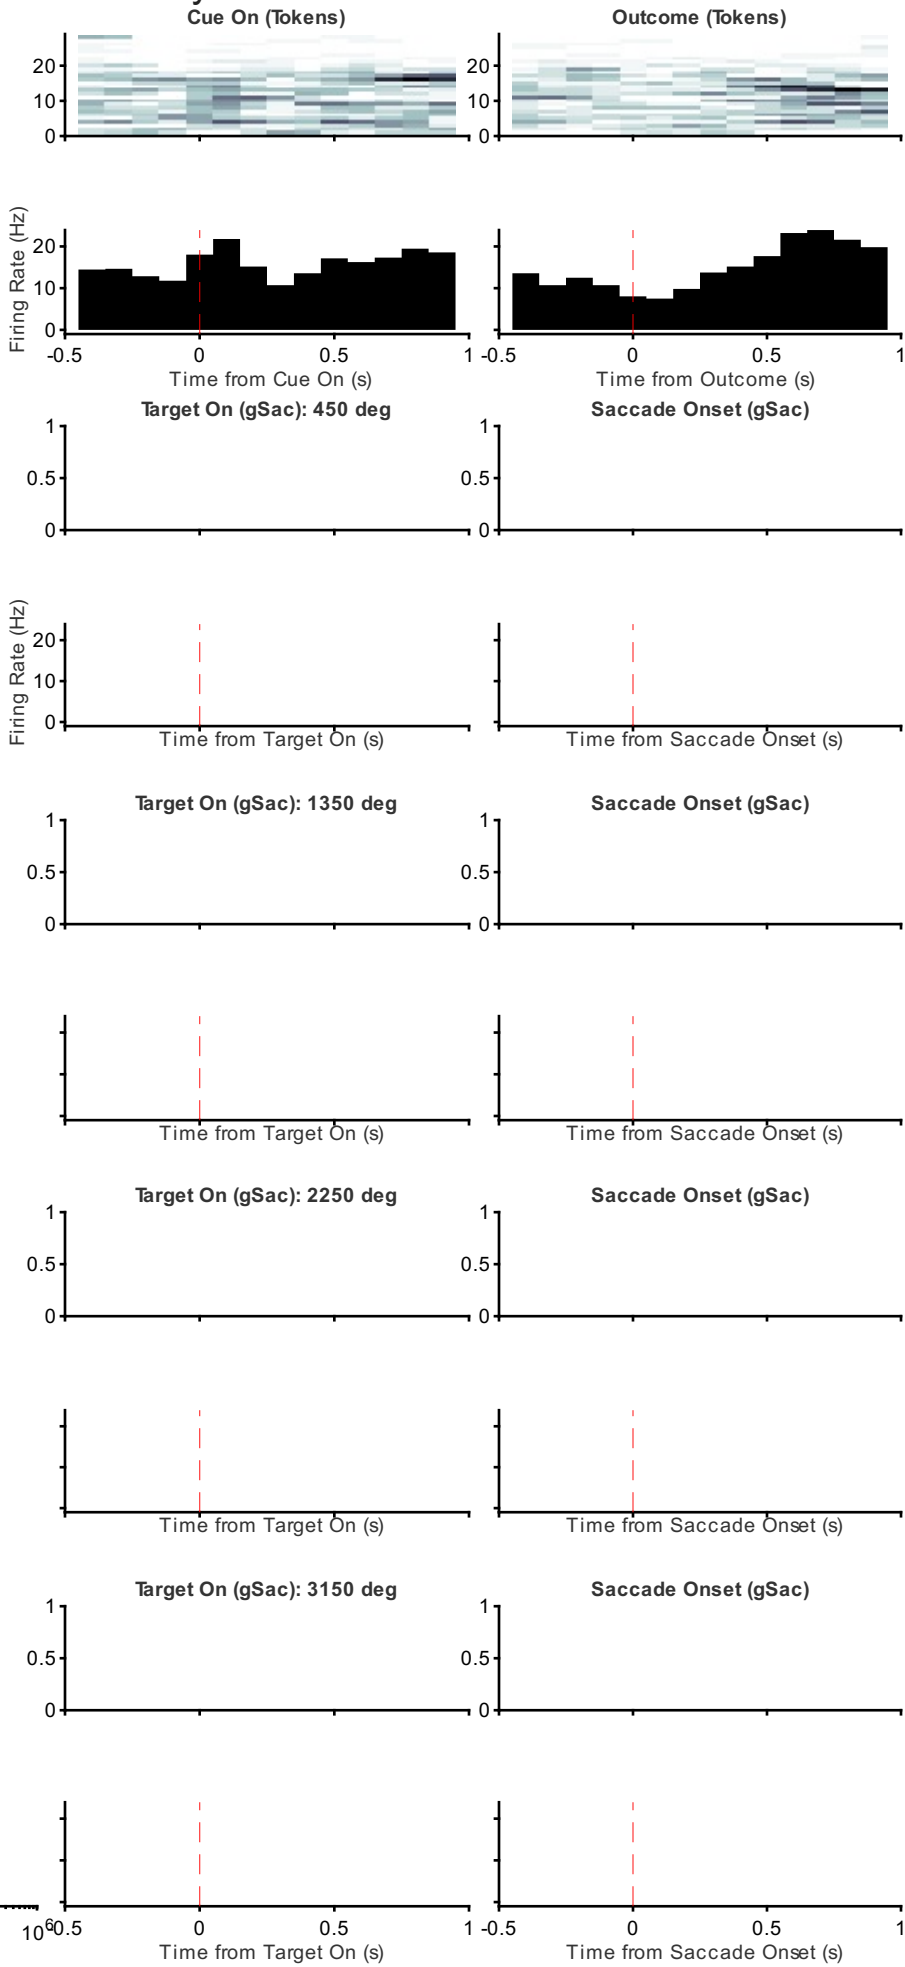 Cue On (Tokens) Outcome (Tokens)
20 20
10 10
0 0
Firing Rate (Hz)
20
10
0
-0.5 0 0.5 1 -0.5 0 0.5 1
Time from Cue On (s) Time from Outcome (s)
Target On (gSac): 450 deg Saccade Onset (gSac)
1 1
0.5 0.5
0 0
Firing Rate (Hz)
20
10
0
Time from Target On (s) Time from Saccade Onset (s)
Target On (gSac): 1350 deg Saccade Onset (gSac)
1 1
0.5 0.5
0 0
Time from Target On (s) Time from Saccade Onset (s)
Target On (gSac): 2250 deg Saccade Onset (gSac)
1 1
0.5 0.5
0 0
Time from Target On (s) Time from Saccade Onset (s)
Target On (gSac): 3150 deg Saccade Onset (gSac)
1 1
0.5 0.5
0 0
10⁶ -0.5 0 0.5 1 -0.5 0 0.5 1
Time from Target On (s) Time from Saccade Onset (s)